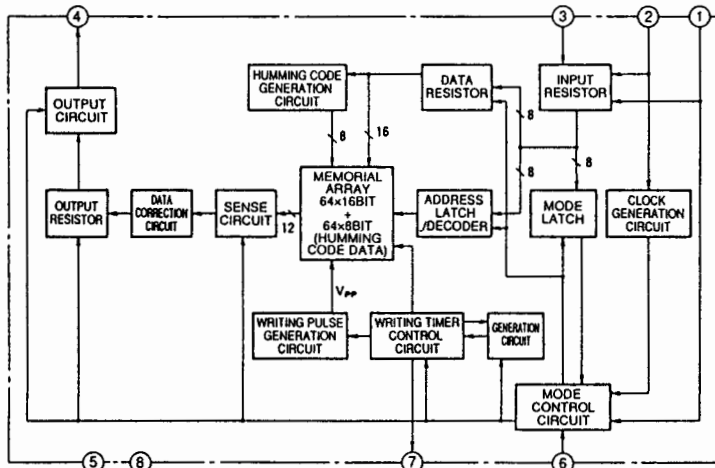 4
3
2
1
HUMMING CODE
GENERATION
CIRCUIT
DATA
RESISTOR
INPUT
RESISTOR
OUTPUT
CIRCUIT
8
8
16
8
8
OUTPUT
RESISTOR
DATA
CORRECTION
CIRCUIT
SENSE
CIRCUIT
12
MEMORIAL
ARRAY
64×16BIT
+
64×8BIT
(HUMMING
CODE DATA)
ADDRESS
LATCH
/DECODER
MODE
LATCH
CLOCK
GENERATION
CIRCUIT
VPP
WRITING PULSE
GENERATION
CIRCUIT
WRITING TIMER
CONTROL
CIRCUIT
GENERATION
CIRCUIT
MODE
CONTROL
CIRCUIT
5
8
7
6